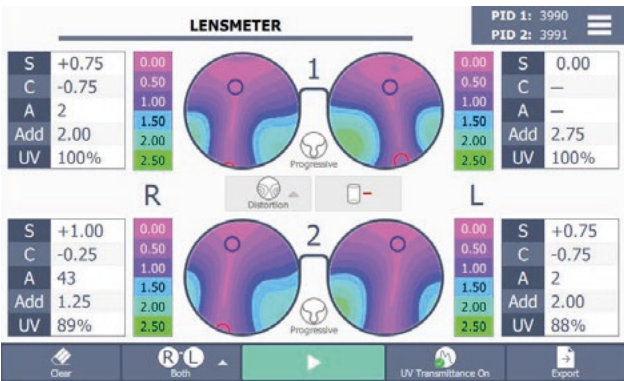 LENSMETER
PID 1: 3990
PID 2: 3991
S +0.75
C -0.75
A 2
Add 2.00
UV 100%
0.00
0.50
1.00
1.50
2.00
2.50
1
Progressive
0.00
0.50
1.00
1.50
2.00
2.50
S 0.00
C –
A –
Add 2.75
UV 100%
R
Distortion
L
S +1.00
C -0.25
A 43
Add 1.25
UV 89%
0.00
0.50
1.00
1.50
2.00
2.50
2
Progressive
0.00
0.50
1.00
1.50
2.00
2.50
S +0.75
C -0.75
A 2
Add 2.00
UV 88%
Clear
R L
Both
UV Transmittance On
Export